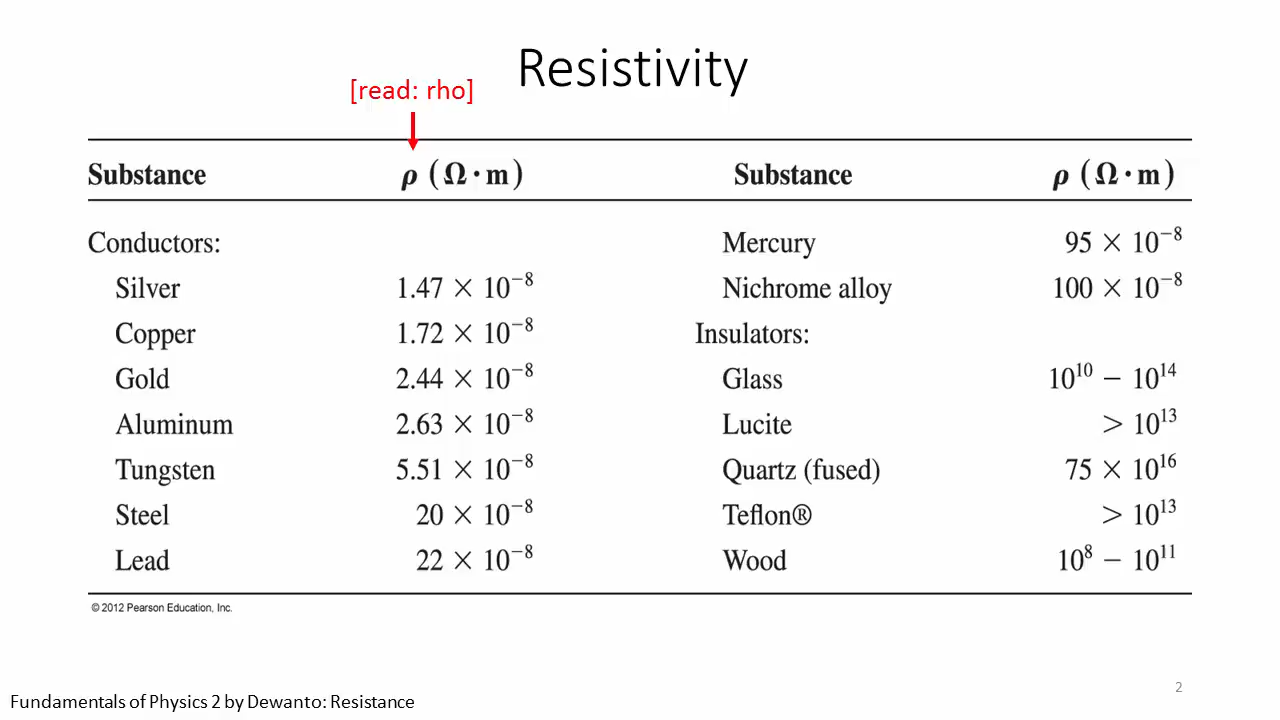 Resistivity
[read: rho]
Substance ρ (Ω · m) Substance ρ (Ω · m)
Conductors: Mercury 95 × 10⁻⁸
Silver 1.47 × 10⁻⁸ Nichrome alloy 100 × 10⁻⁸
Copper 1.72 × 10⁻⁸ Insulators:
Gold 2.44 × 10⁻⁸ Glass 10¹⁰ − 10¹⁴
Aluminum 2.63 × 10⁻⁸ Lucite > 10¹³
Tungsten 5.51 × 10⁻⁸ Quartz (fused) 75 × 10¹⁶
Steel 20 × 10⁻⁸ Teflon® > 10¹³
Lead 22 × 10⁻⁸ Wood 10⁸ − 10¹¹
© 2012 Pearson Education, Inc.
2
Fundamentals of Physics 2 by Dewanto: Resistance